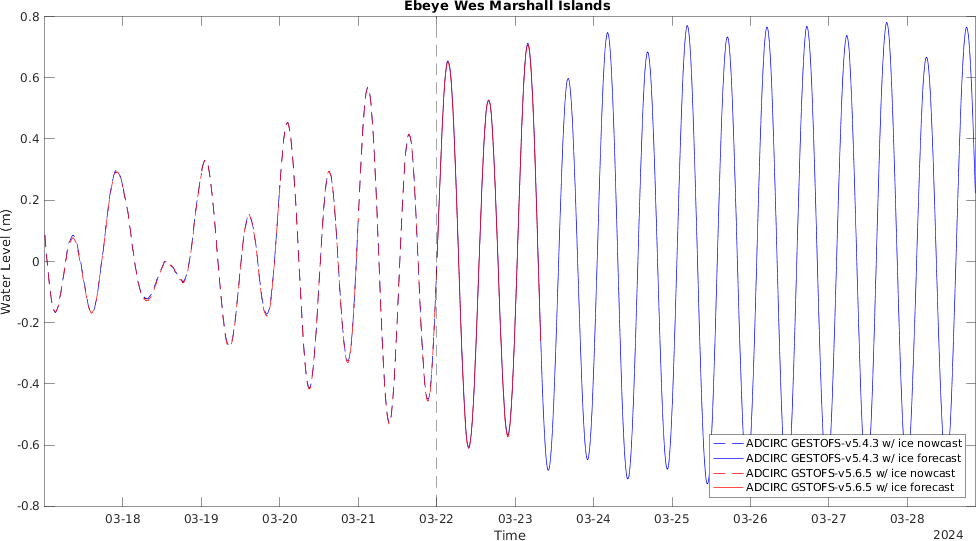 Ebeye Wes Marshall Islands
0.8
0.6
0.4
0.2
0
-0.2
-0.4
-0.6
-0.8
Water Level (m)
ADCIRC GESTOFS-v5.4.3 w/ ice nowcast
ADCIRC GESTOFS-v5.4.3 w/ ice forecast
ADCIRC GSTOFS-v5.6.5 w/ ice nowcast
ADCIRC GSTOFS-v5.6.5 w/ ice forecast
03-18 03-19 03-20 03-21 03-22 03-23 03-24 03-25 03-26 03-27 03-28
Time
2024